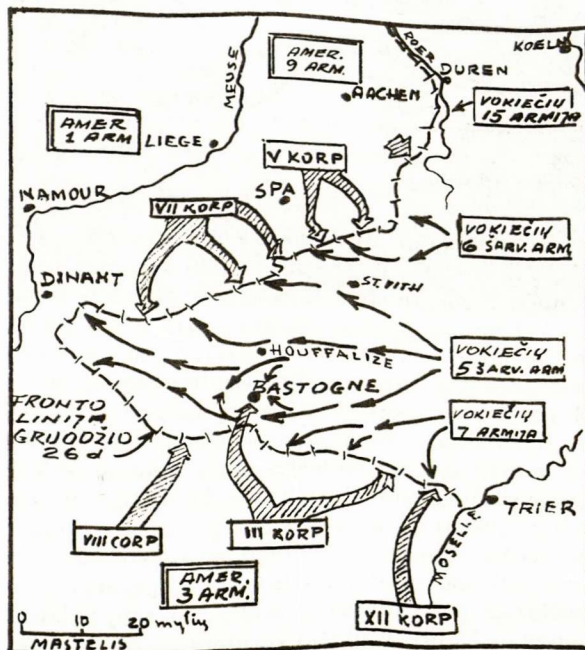 ROER
KOELN
AMER.
9 ARM.
DUREN
MEUSE
AACHEN
VOKIEČIŲ
15 ARMIJA
AMER
1 ARM
LIEGE
V KORP
NAMOUR
SPA
VII KORP
VOKIEČIŲ
6 ŠARV. ARM
DINANT
ST. VITH
VOKIEČIŲ
5 ŠARV. ARM
HOUFFALIZE
BASTOGNE
FRONTO
LINIJA
GRUODŽIO
26 d
VOKIEČIŲ
7 ARMIJA
TRIER
VIII CORP
III KORP
MOSELLE
AMER.
3 ARM.
XII KORP
0 10 20 mylių
MASTELIS